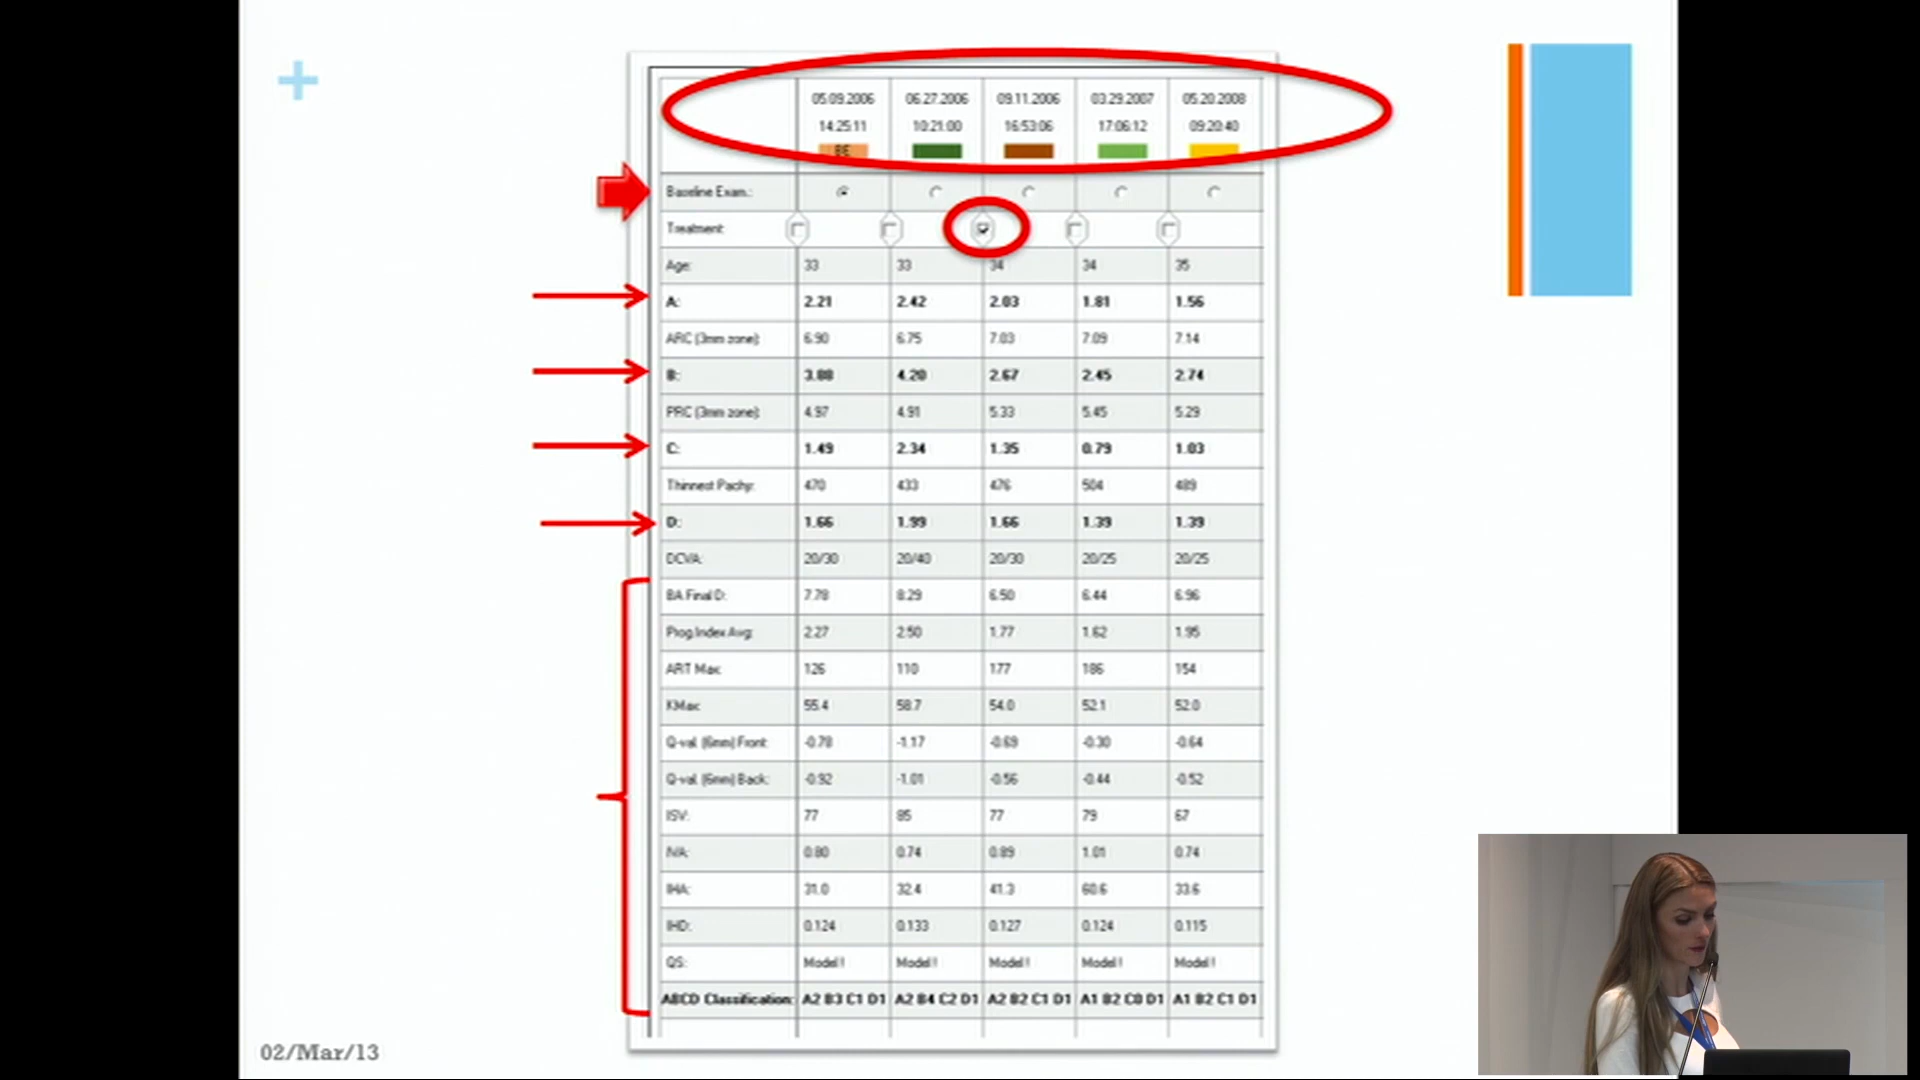 05.09.2006 06.27.2006 09.11.2006 03.29.2007 05.20.2008
14:25:11 10:21:00 16:53:06 17:06:12 09:20:40
BE
Baseline Exam.:
Treatment:
Age: 33 33 34 34 35
A: 2.21 2.42 2.03 1.81 1.56
ARC (3mm zone): 6.90 6.75 7.03 7.09 7.14
B: 3.88 4.20 2.67 2.45 2.74
PRC (3mm zone): 4.97 4.91 5.33 5.45 5.29
C: 1.49 2.34 1.35 0.79 1.03
Thinnest Pachy: 470 433 476 504 489
D: 1.66 1.99 1.66 1.39 1.39
DCVA: 20/30 20/40 20/30 20/25 20/25
BA Final D: 7.78 8.29 6.50 6.44 6.96
Prog.Index Avg: 2.27 2.50 1.77 1.62 1.95
ART Max: 126 110 177 186 154
KMax: 55.4 58.7 54.0 52.1 52.0
Q-val. (6mm) Front: -0.78 -1.17 -0.69 -0.30 -0.64
Q-val. (6mm) Back: -0.92 -1.01 -0.56 -0.44 -0.52
ISV: 77 85 77 79 67
IVA: 0.80 0.74 0.89 1.01 0.74
IHA: 31.0 32.4 41.3 60.6 33.6
IHD: 0.124 0.133 0.127 0.124 0.115
QS: Model! Model! Model! Model! Model!
ABCD Classification: A2 B3 C1 D1 A2 B4 C2 D1 A2 B2 C1 D1 A1 B2 C0 D1 A1 B2 C1 D1
02/Mar/13